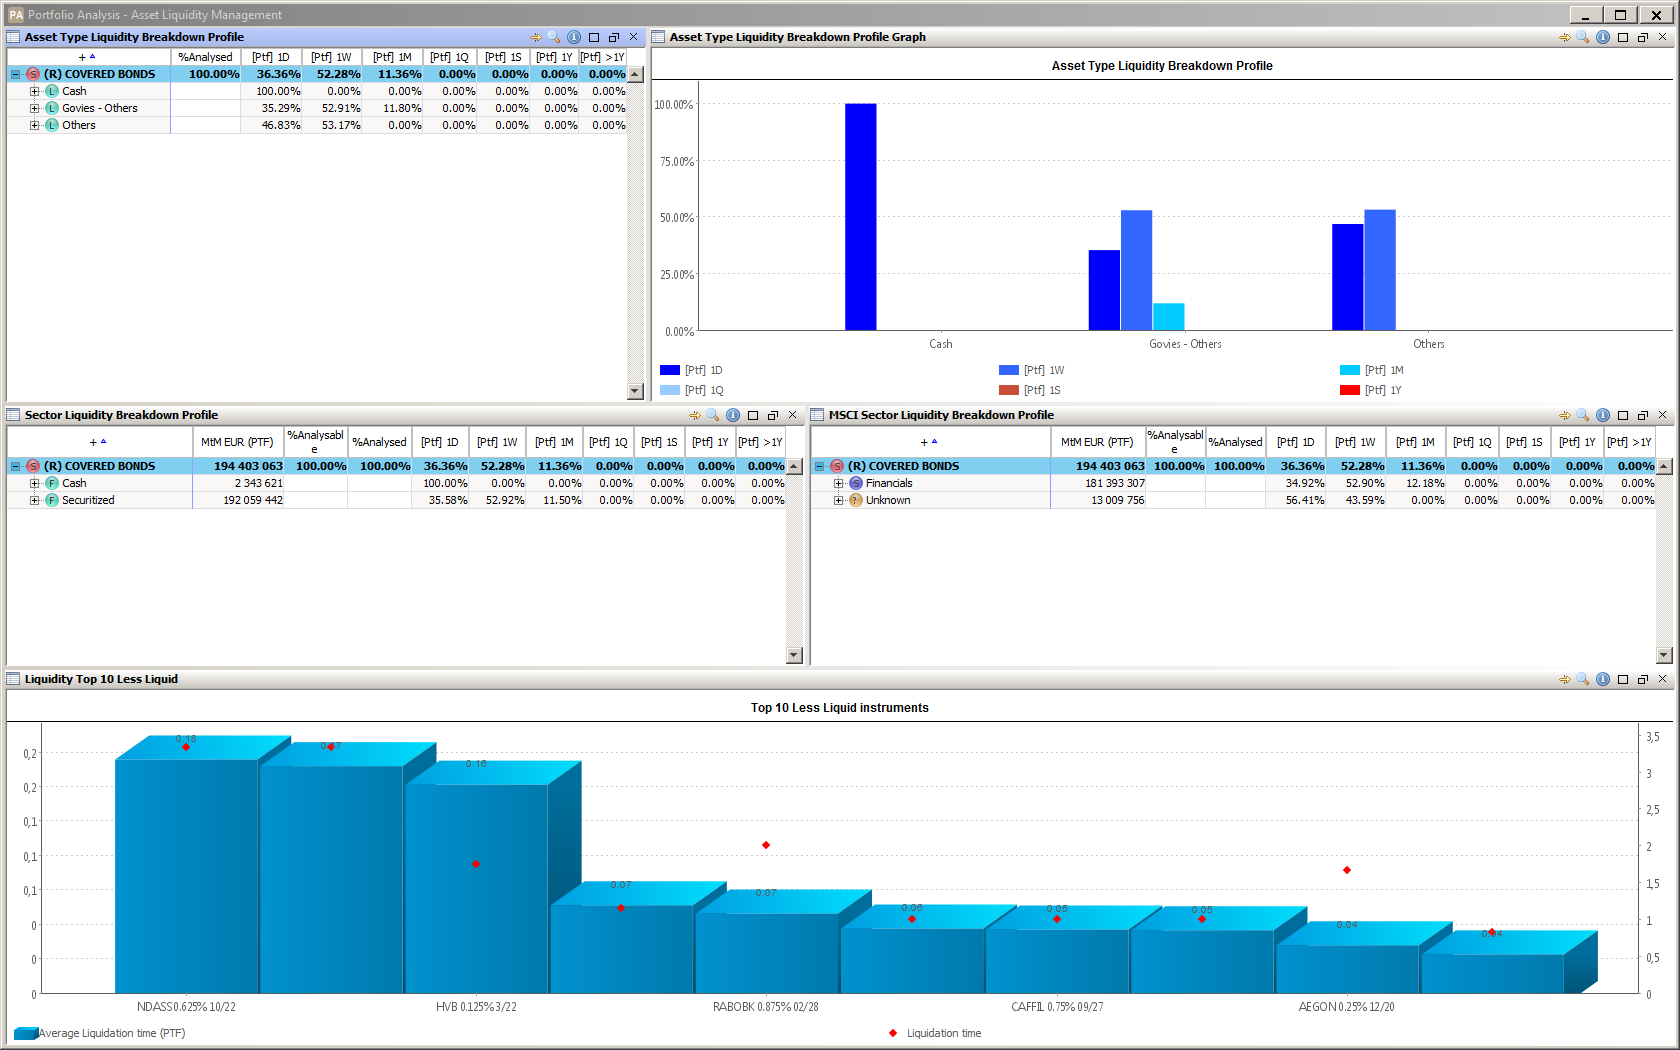 PA Portfolio Analysis - Asset Liquidity Management
Asset Type Liquidity Breakdown Profile
+ %Analysed [Ptf] 1D [Ptf] 1W [Ptf] 1M [Ptf] 1Q [Ptf] 1S [Ptf] 1Y [Ptf] >1Y
S (R) COVERED BONDS 100.00% 36.36% 52.28% 11.36% 0.00% 0.00% 0.00% 0.00%
L Cash 100.00% 0.00% 0.00% 0.00% 0.00% 0.00% 0.00%
L Govies - Others 35.29% 52.91% 11.80% 0.00% 0.00% 0.00% 0.00%
L Others 46.83% 53.17% 0.00% 0.00% 0.00% 0.00% 0.00%
Asset Type Liquidity Breakdown Profile Graph
Asset Type Liquidity Breakdown Profile
100.00%
75.00%
50.00%
25.00%
0.00%
Cash Govies - Others Others
[Ptf] 1D [Ptf] 1W [Ptf] 1M
[Ptf] 1Q [Ptf] 1S [Ptf] 1Y
Sector Liquidity Breakdown Profile
+ MtM EUR (PTF) %Analysable %Analysed [Ptf] 1D [Ptf] 1W [Ptf] 1M [Ptf] 1Q [Ptf] 1S [Ptf] 1Y [Ptf] >1Y
S (R) COVERED BONDS 194 403 063 100.00% 100.00% 36.36% 52.28% 11.36% 0.00% 0.00% 0.00% 0.00%
F Cash 2 343 621 100.00% 0.00% 0.00% 0.00% 0.00% 0.00% 0.00%
F Securitized 192 059 442 35.58% 52.92% 11.50% 0.00% 0.00% 0.00% 0.00%
MSCI Sector Liquidity Breakdown Profile
+ MtM EUR (PTF) %Analysable %Analysed [Ptf] 1D [Ptf] 1W [Ptf] 1M [Ptf] 1Q [Ptf] 1S [Ptf] 1Y [Ptf] >1Y
S (R) COVERED BONDS 194 403 063 100.00% 100.00% 36.36% 52.28% 11.36% 0.00% 0.00% 0.00% 0.00%
S Financials 181 393 307 34.92% 52.90% 12.18% 0.00% 0.00% 0.00% 0.00%
? Unknown 13 009 756 56.41% 43.59% 0.00% 0.00% 0.00% 0.00% 0.00%
Liquidity Top 10 Less Liquid
Top 10 Less Liquid instruments
0,2
0,2
0,1
0,1
0,1
0
0
0
0.18 0.17 0.16 0.07 0.07 0.06 0.05 0.05 0.04 0.04
3,5
3
2,5
2
1,5
1
0,5
0
NDASS 0.625% 10/22 HVB 0.125% 3/22 RABOBK 0.875% 02/28 CAFFIL 0.75% 09/27 AEGON 0.25% 12/20
Average Liquidation time (PTF) Liquidation time